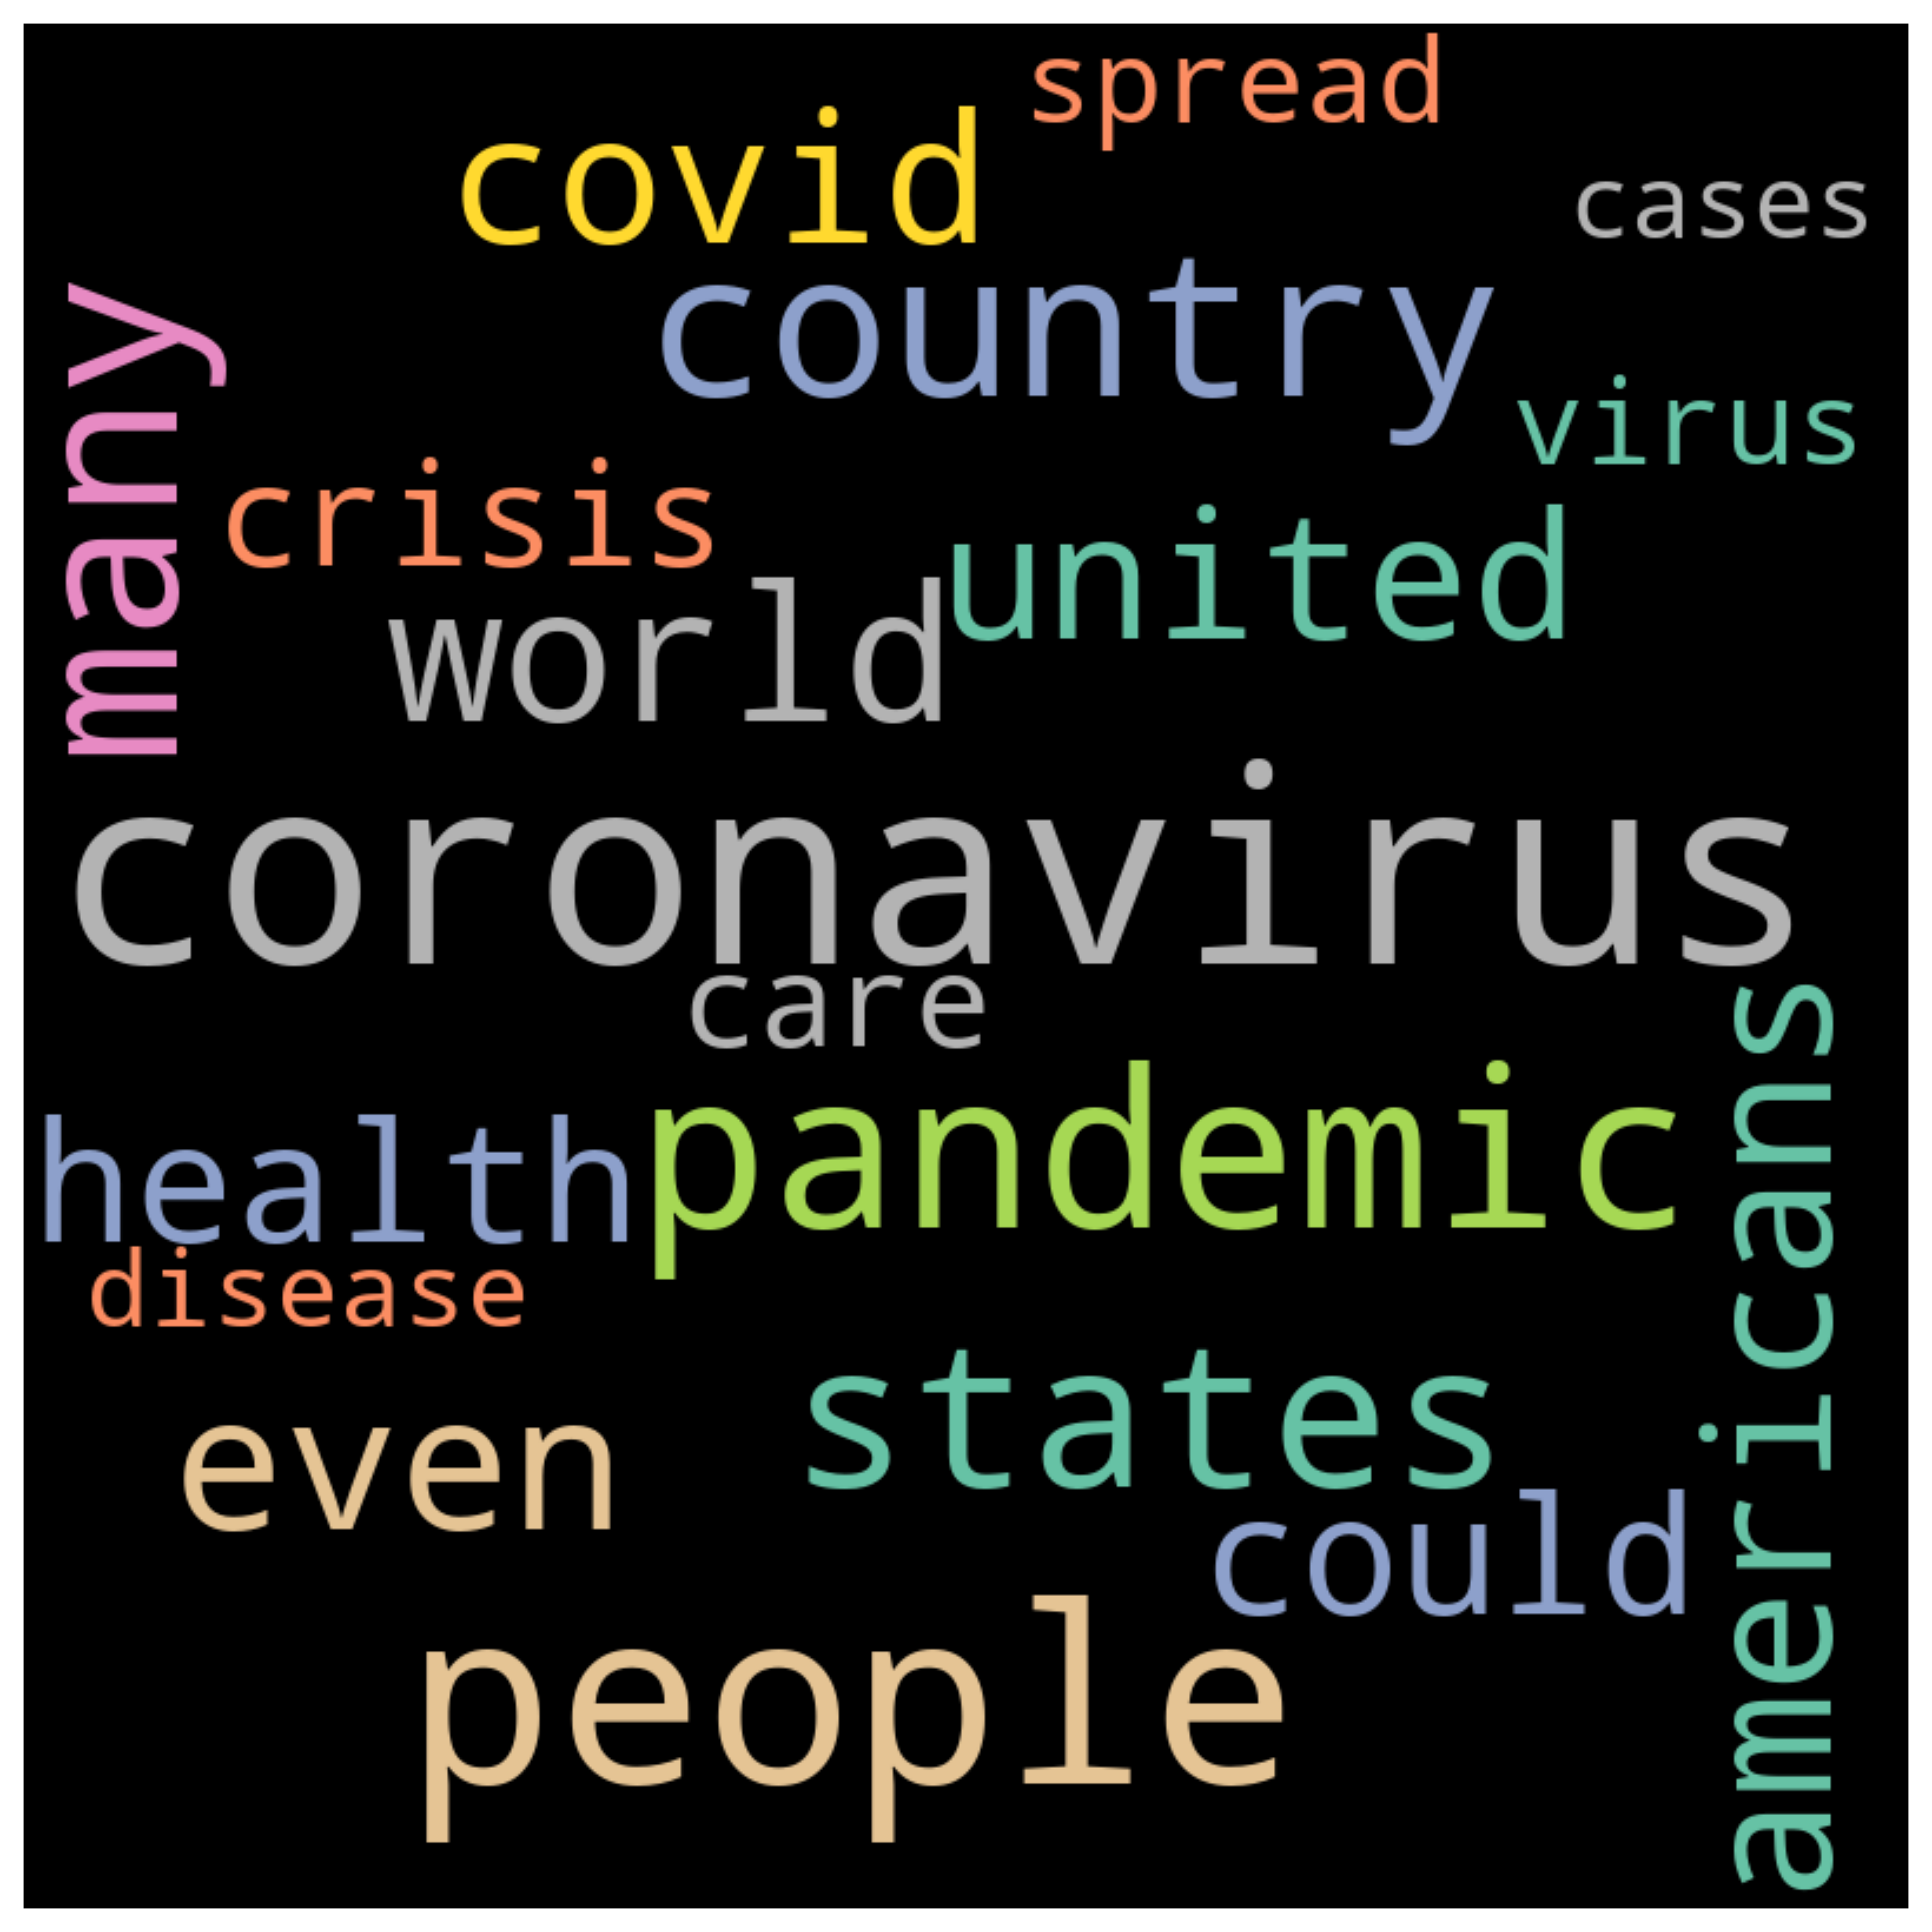 spread
covid
cases
country
many
virus
crisis
united
world
coronavirus
care
pandemic
americans
health
disease
states
even
could
people